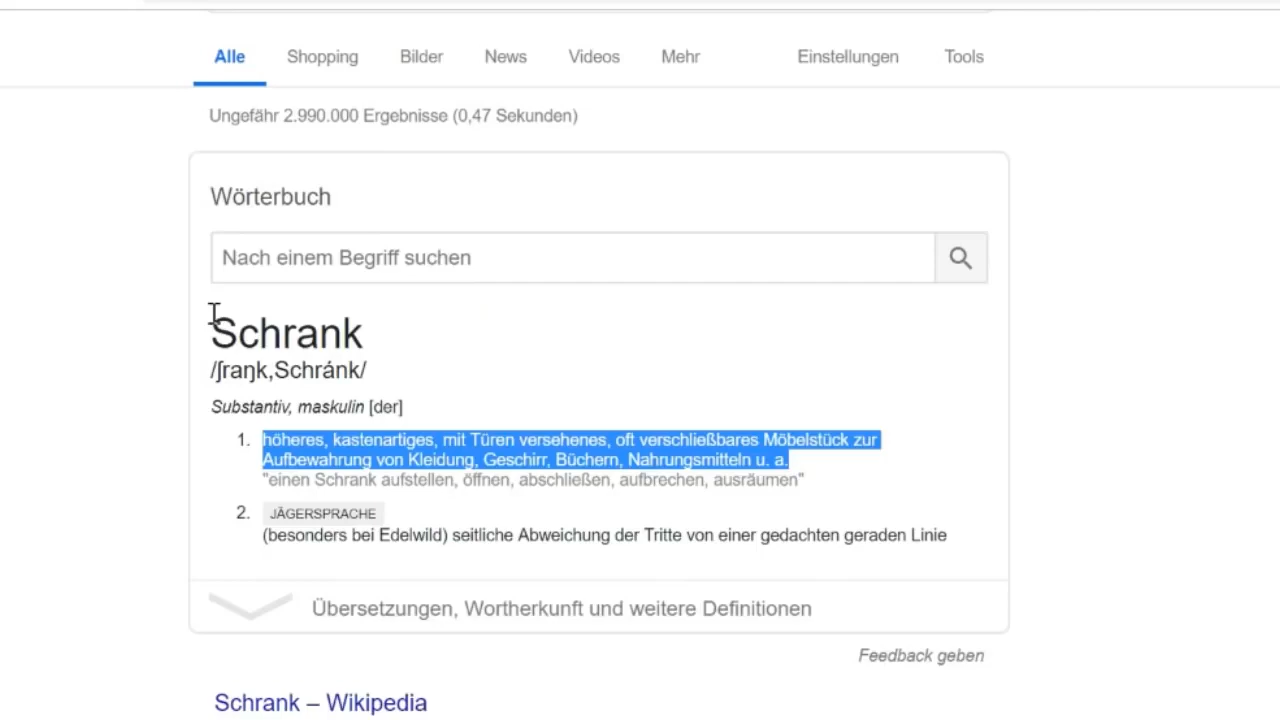 Alle Shopping Bilder News Videos Mehr Einstellungen Tools
Ungefähr 2.990.000 Ergebnisse (0,47 Sekunden)
Wörterbuch
Nach einem Begriff suchen
Schrank
/ʃraŋk,Schránk/
Substantiv, maskulin [der]
1. höheres, kastenartiges, mit Türen versehenes, oft verschließbares Möbelstück zur
Aufbewahrung von Kleidung, Geschirr, Büchern, Nahrungsmitteln u. a.
"einen Schrank aufstellen, öffnen, abschließen, aufbrechen, ausräumen"
2. JÄGERSPRACHE
(besonders bei Edelwild) seitliche Abweichung der Tritte von einer gedachten geraden Linie
Übersetzungen, Wortherkunft und weitere Definitionen
Feedback geben
Schrank – Wikipedia